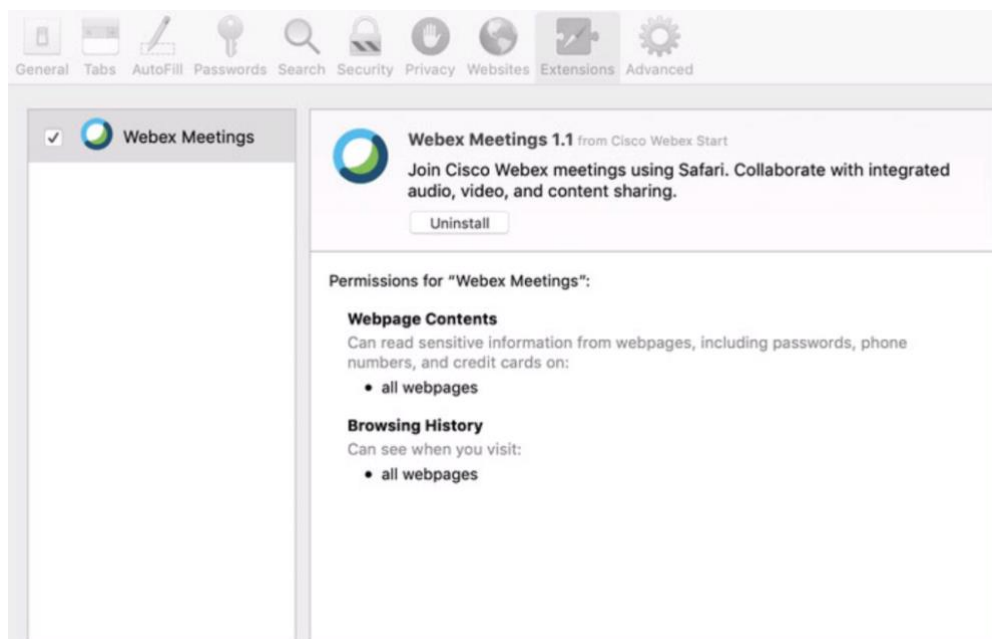 General Tabs AutoFill Passwords Search Security Privacy Websites Extensions Advanced
Webex Meetings
Webex Meetings 1.1 from Cisco Webex Start
Join Cisco Webex meetings using Safari. Collaborate with integrated
audio, video, and content sharing.
Uninstall
Permissions for “Webex Meetings”:
Webpage Contents
Can read sensitive information from webpages, including passwords, phone
numbers, and credit cards on:
• all webpages
Browsing History
Can see when you visit:
• all webpages